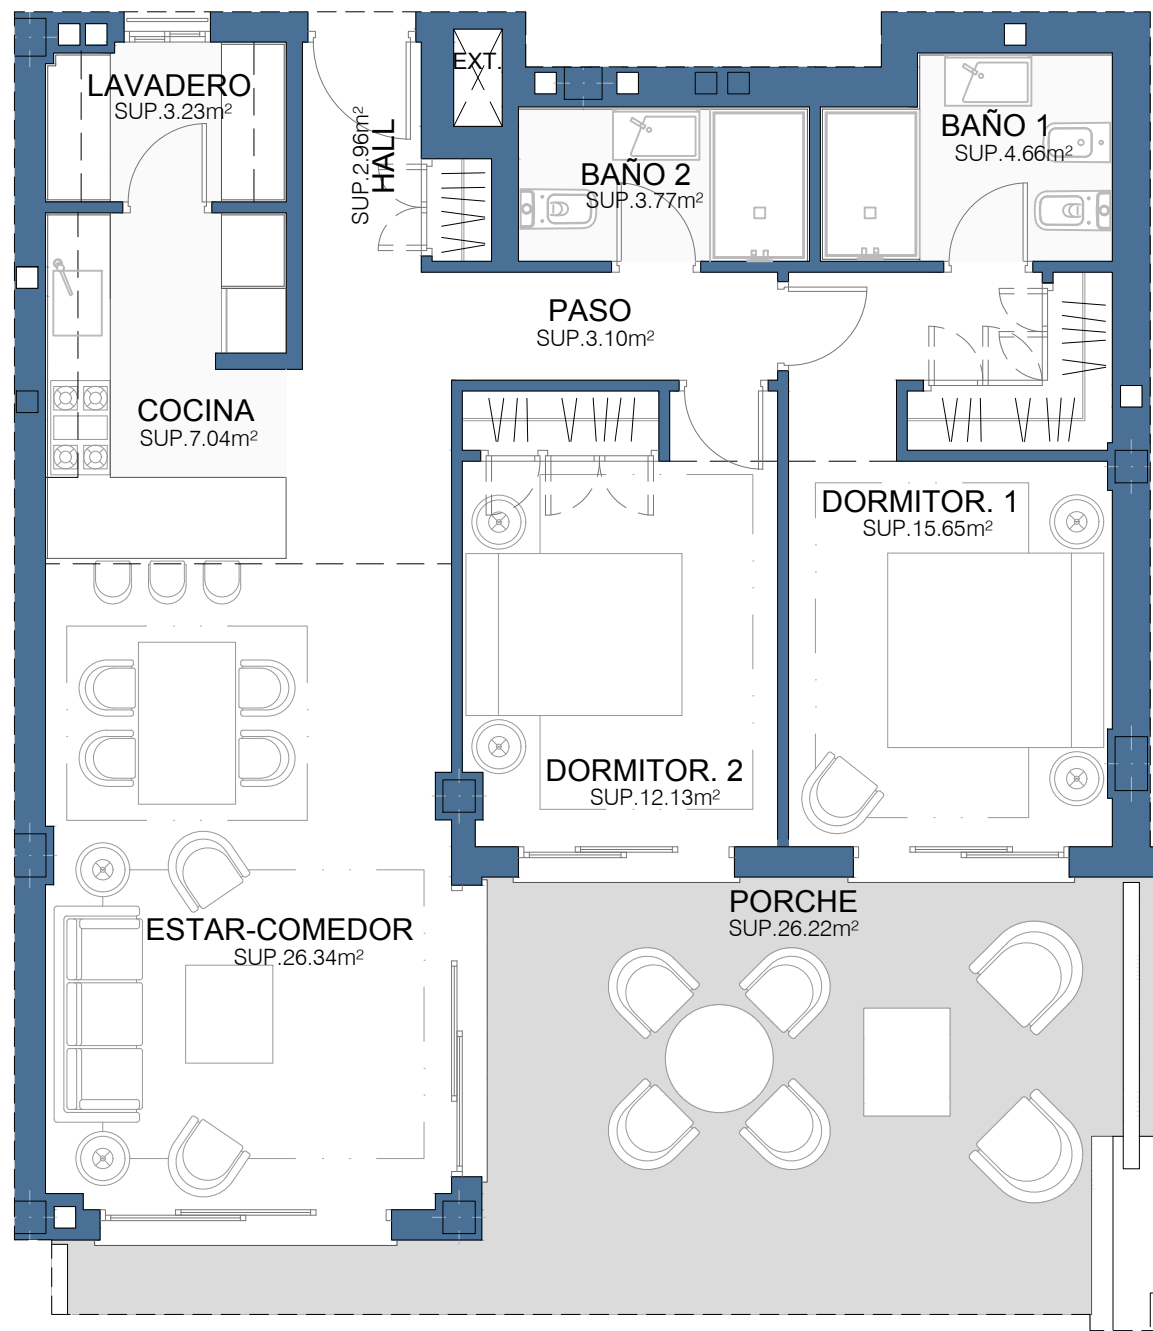 LAVADERO
SUP.3.23m²
HALL
SUP.2.96m²
EXT.
BAÑO 2
SUP.3.77m²
BAÑO 1
SUP.4.66m²
PASO
SUP.3.10m²
COCINA
SUP.7.04m²
DORMITOR. 1
SUP.15.65m²
DORMITOR. 2
SUP.12.13m²
ESTAR-COMEDOR
SUP.26.34m²
PORCHE
SUP.26.22m²